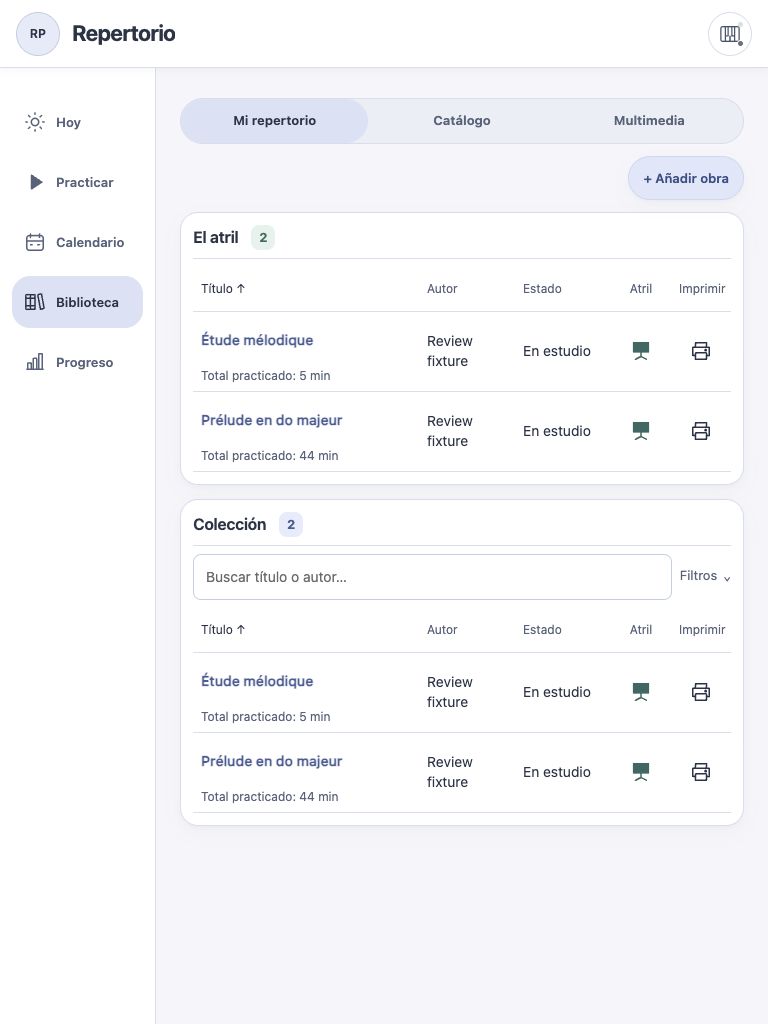 RP Repertorio
Hoy
Practicar
Calendario
Biblioteca
Progreso
Mi repertorio Catálogo Multimedia
+ Añadir obra
El atril 2
Título ↑ Autor Estado Atril Imprimir
Étude mélodique
Review
fixture
En estudio
Total practicado: 5 min
Prélude en do majeur
Review
fixture
En estudio
Total practicado: 44 min
Colección 2
Buscar título o autor...
Filtros
Título ↑ Autor Estado Atril Imprimir
Étude mélodique
Review
fixture
En estudio
Total practicado: 5 min
Prélude en do majeur
Review
fixture
En estudio
Total practicado: 44 min